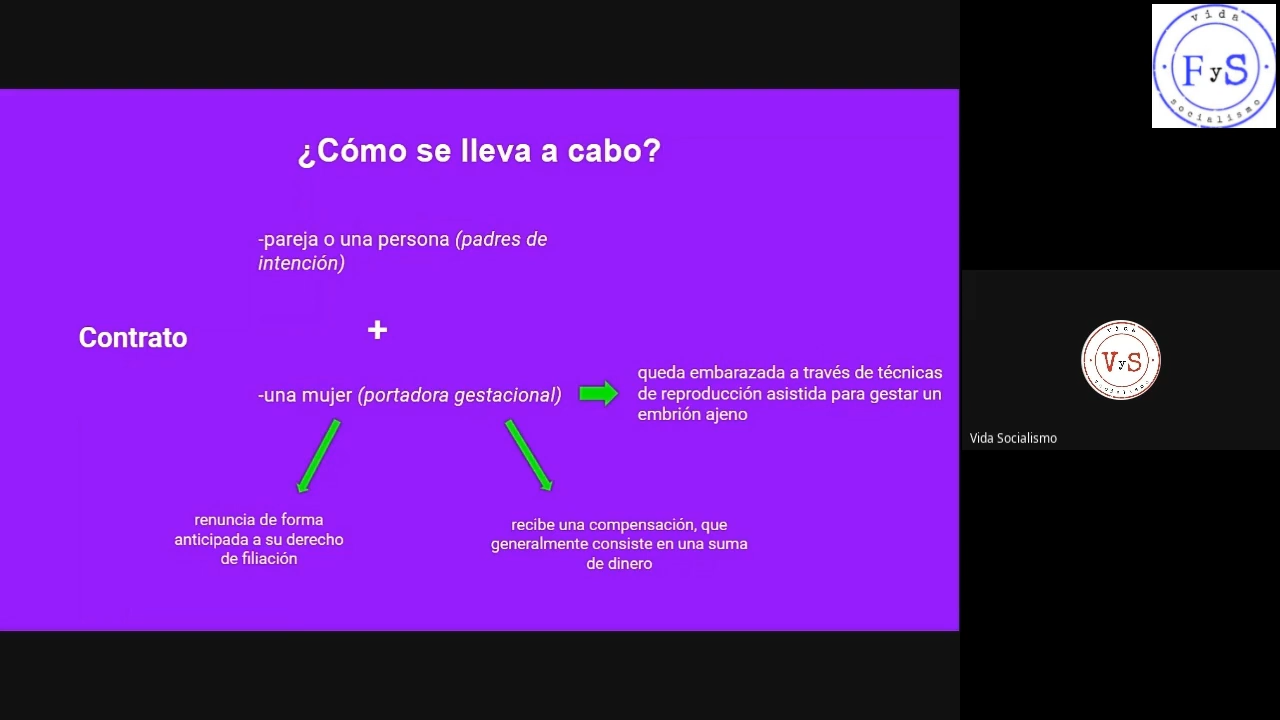 ¿Cómo se lleva a cabo?
-pareja o una persona (padres de
intención)
Contrato
+
-una mujer (portadora gestacional)
queda embarazada a través de técnicas
de reproducción asistida para gestar un
embrión ajeno
renuncia de forma
anticipada a su derecho
de filiación
recibe una compensación, que
generalmente consiste en una suma
de dinero
vida
FyS
socialismo
vida
VyS
socialismo
Vida Socialismo